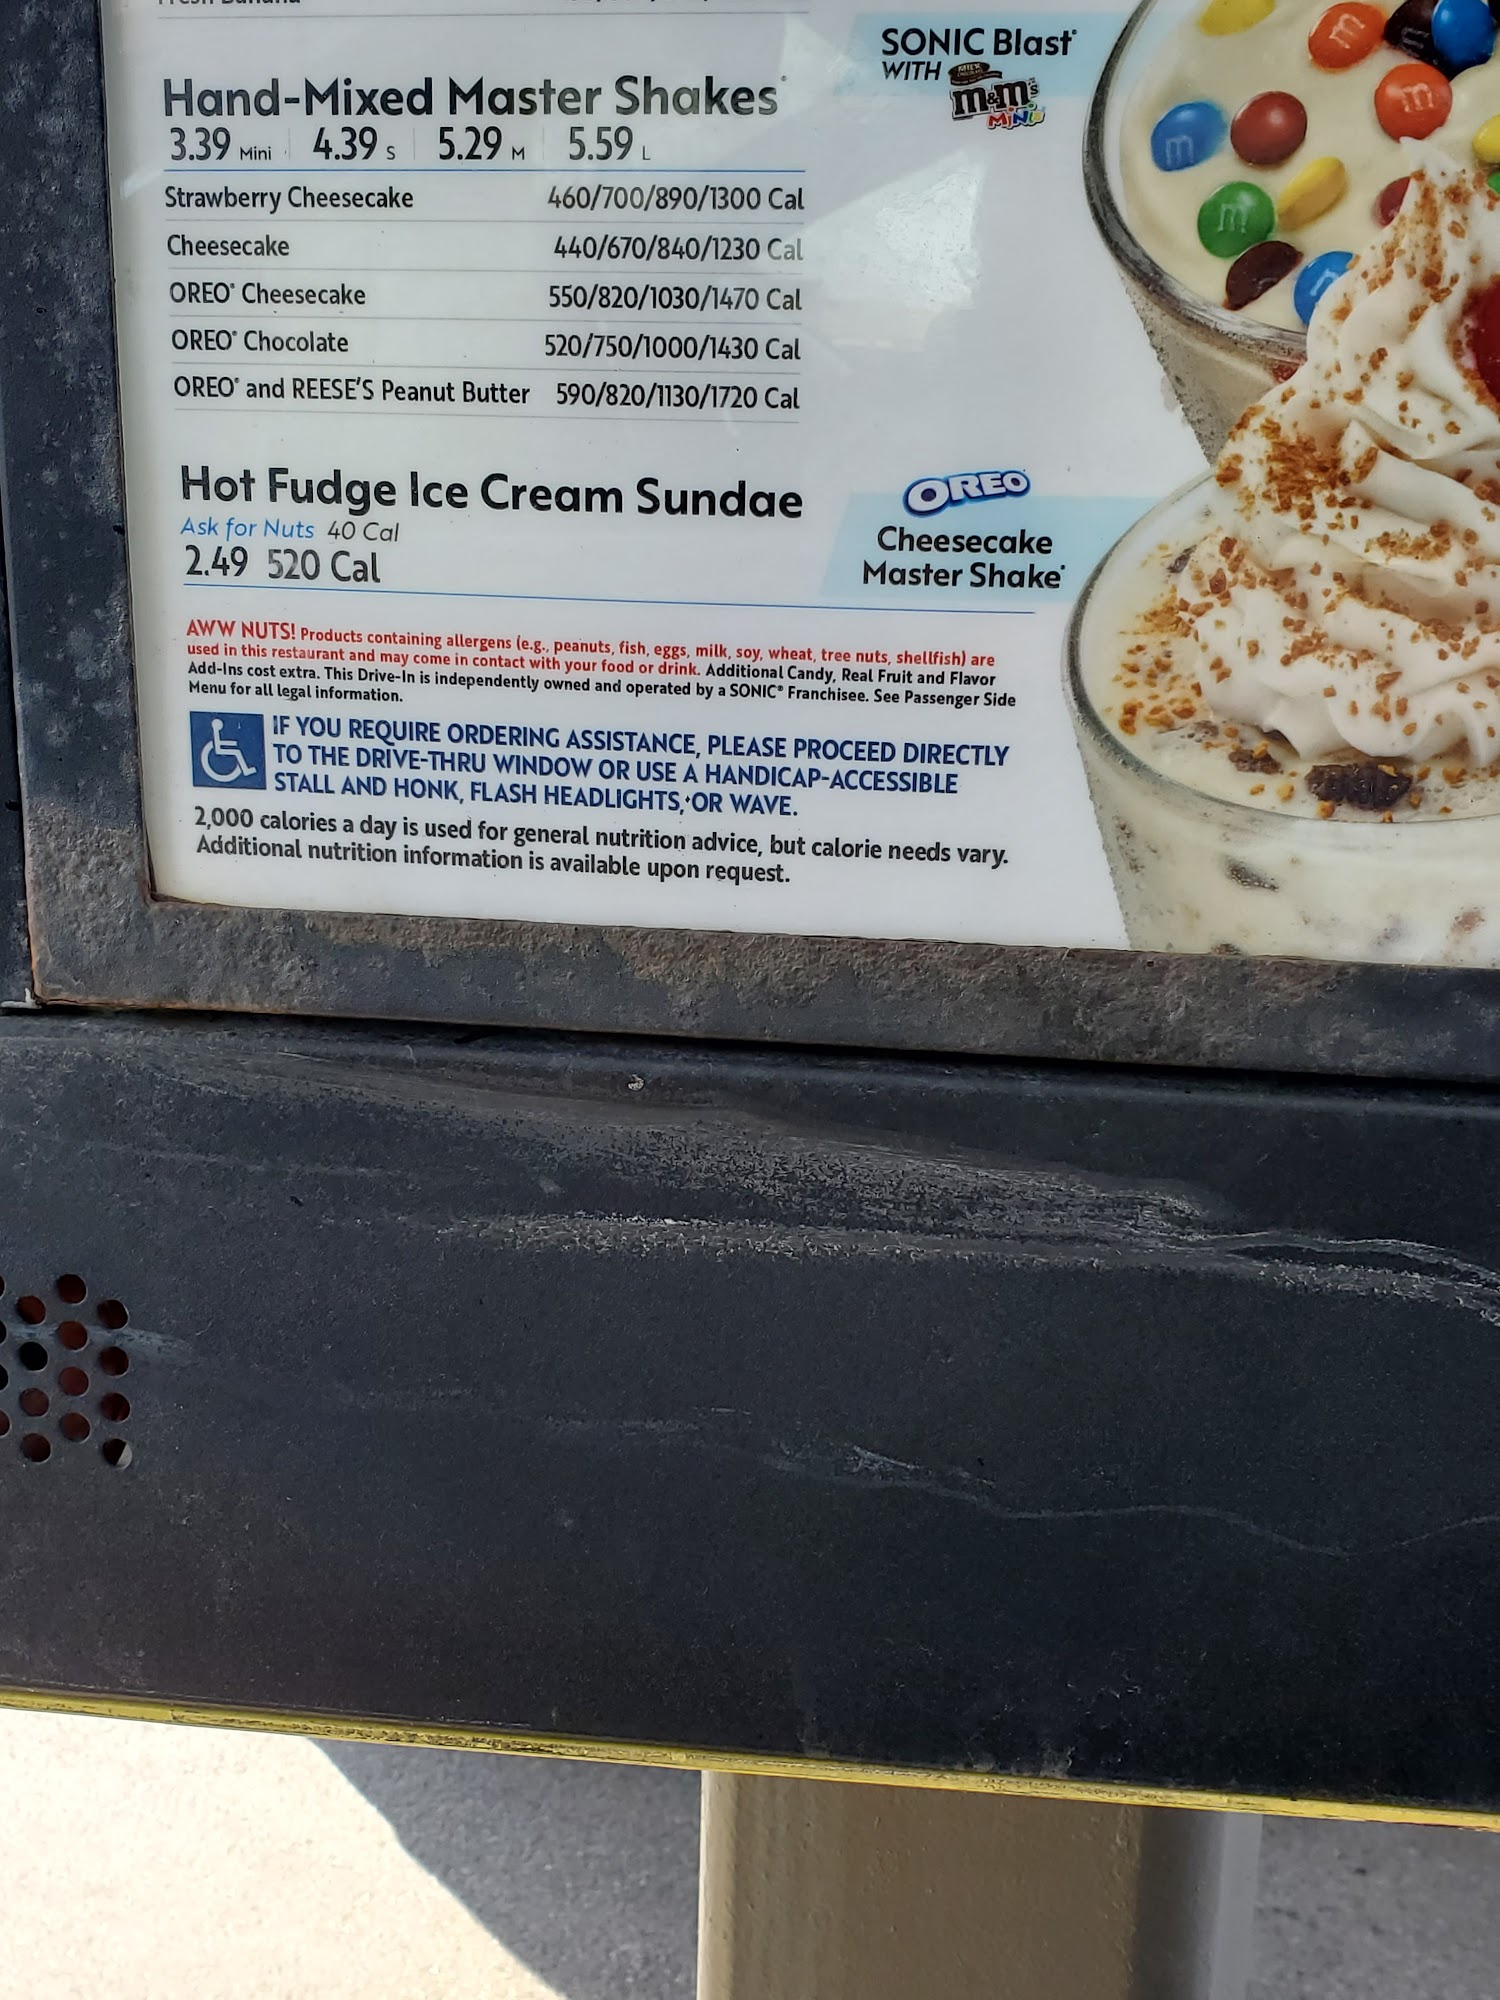 Fresh Banana
SONIC Blast®
WITH M&M's MINIS
Hand-Mixed Master Shakes®
3.39 Mini 4.39 S 5.29 M 5.59 L
Strawberry Cheesecake 460/700/890/1300 Cal
Cheesecake 440/670/840/1230 Cal
OREO® Cheesecake 550/820/1030/1470 Cal
OREO® Chocolate 520/750/1000/1430 Cal
OREO® and REESE'S Peanut Butter 590/820/1130/1720 Cal
Hot Fudge Ice Cream Sundae
Ask for Nuts 40 Cal
2.49 520 Cal
OREO
Cheesecake
Master Shake®
AWW NUTS! Products containing allergens (e.g., peanuts, fish, eggs, milk, soy, wheat, tree nuts, shellfish) are
used in this restaurant and may come in contact with your food or drink. Additional Candy, Real Fruit and Flavor
Add-Ins cost extra. This Drive-In is independently owned and operated by a SONIC® Franchisee. See Passenger Side
Menu for all legal information.
IF YOU REQUIRE ORDERING ASSISTANCE, PLEASE PROCEED DIRECTLY
TO THE DRIVE-THRU WINDOW OR USE A HANDICAP-ACCESSIBLE
STALL AND HONK, FLASH HEADLIGHTS, OR WAVE.
2,000 calories a day is used for general nutrition advice, but calorie needs vary.
Additional nutrition information is available upon request.